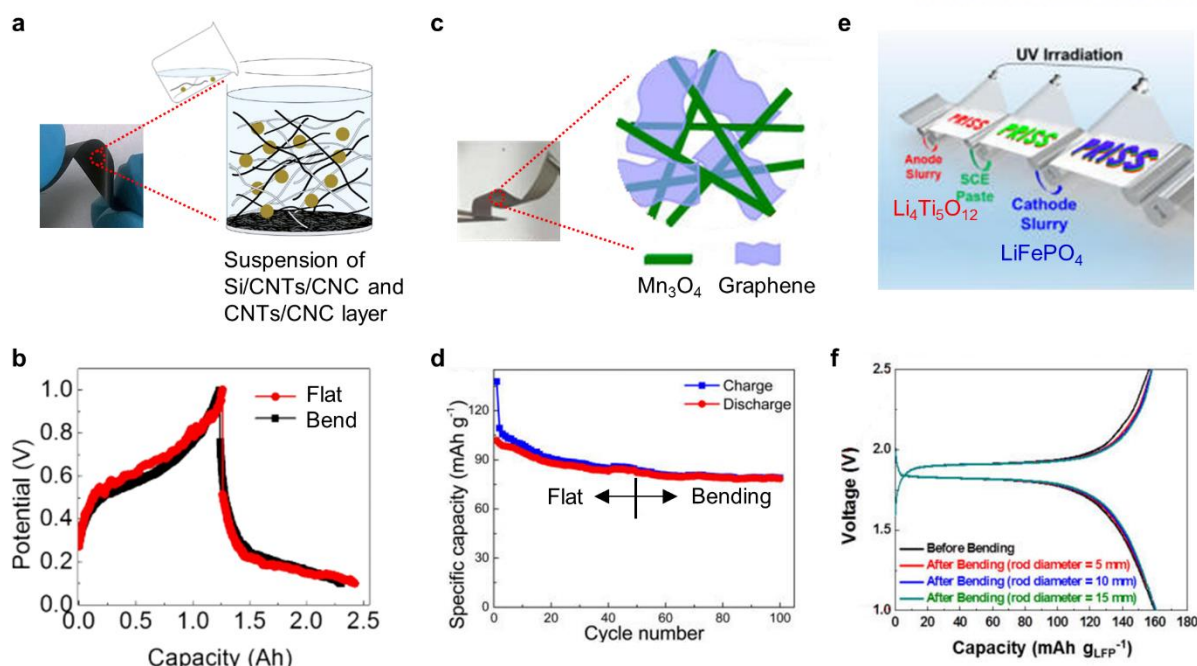 a
Suspension of
Si/CNTs/CNC and
CNTs/CNC layer
c
Mn₃O₄ Graphene
e
UV Irradiation
PRISS PRISS PRISS
Anode
Slurry
SCE
Paste
Cathode
Slurry
Li₄Ti₅O₁₂
LiFePO₄
b
Potential (V)
1.0
0.8
0.6
0.4
0.2
0.0
Flat
Bend
0.0 0.5 1.0 1.5 2.0 2.5
Capacity (Ah)
d
Specific capacity (mAh g⁻¹)
120
90
60
30
0
Charge
Discharge
Flat Bending
0 20 40 60 80 100
Cycle number
f
Voltage (V)
2.5
2.0
1.5
1.0
Before Bending
After Bending (rod diameter = 5 mm)
After Bending (rod diameter = 10 mm)
After Bending (rod diameter = 15 mm)
0 20 40 60 80 100 120 140 160 180
Capacity (mAh g_LFP⁻¹)